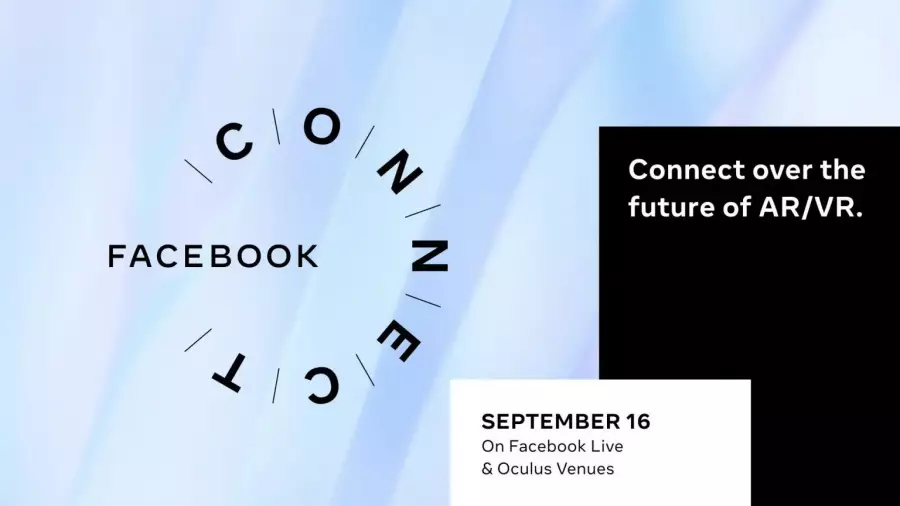 FACEBOOK
CONNECT
Connect over the
future of AR/VR.
SEPTEMBER 16
On Facebook Live
& Oculus Venues